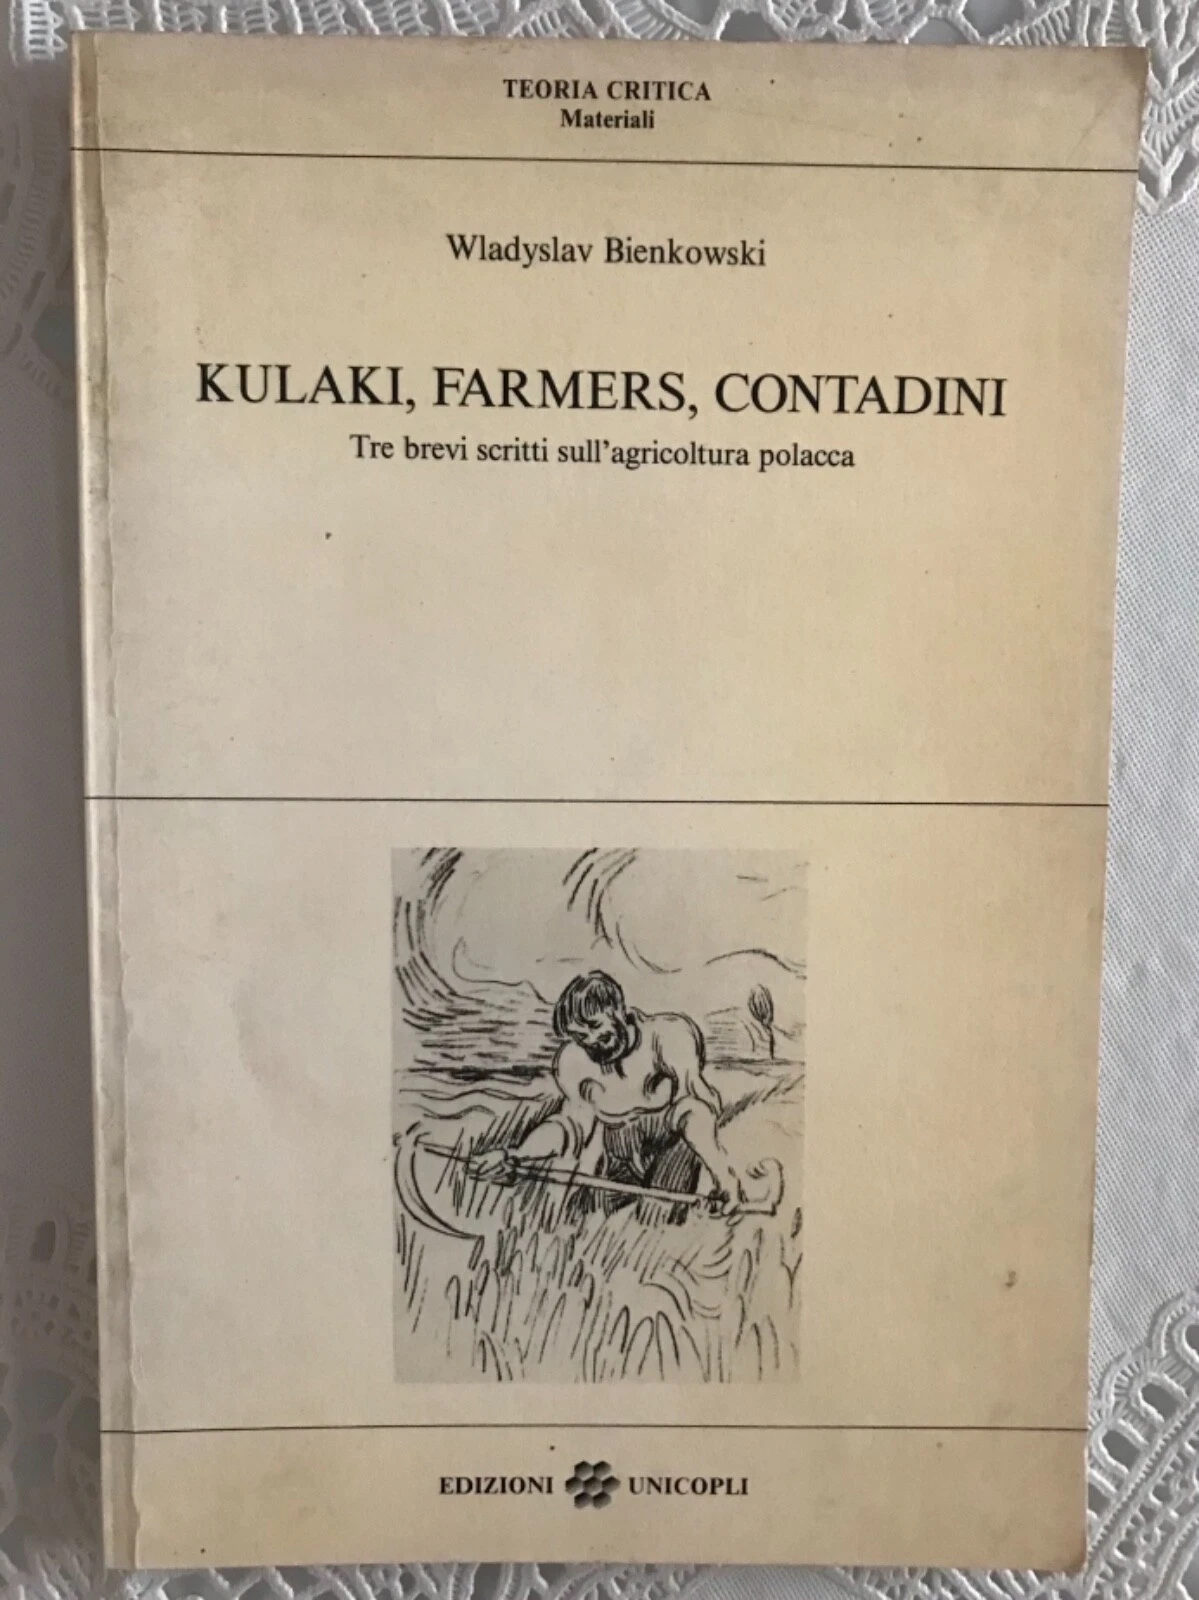 TEORIA CRITICA
Materiali
Wladyslav Bienkowski
KULAKI, FARMERS, CONTADINI
Tre brevi scritti sull'agricoltura polacca
EDIZIONI UNICOPLI